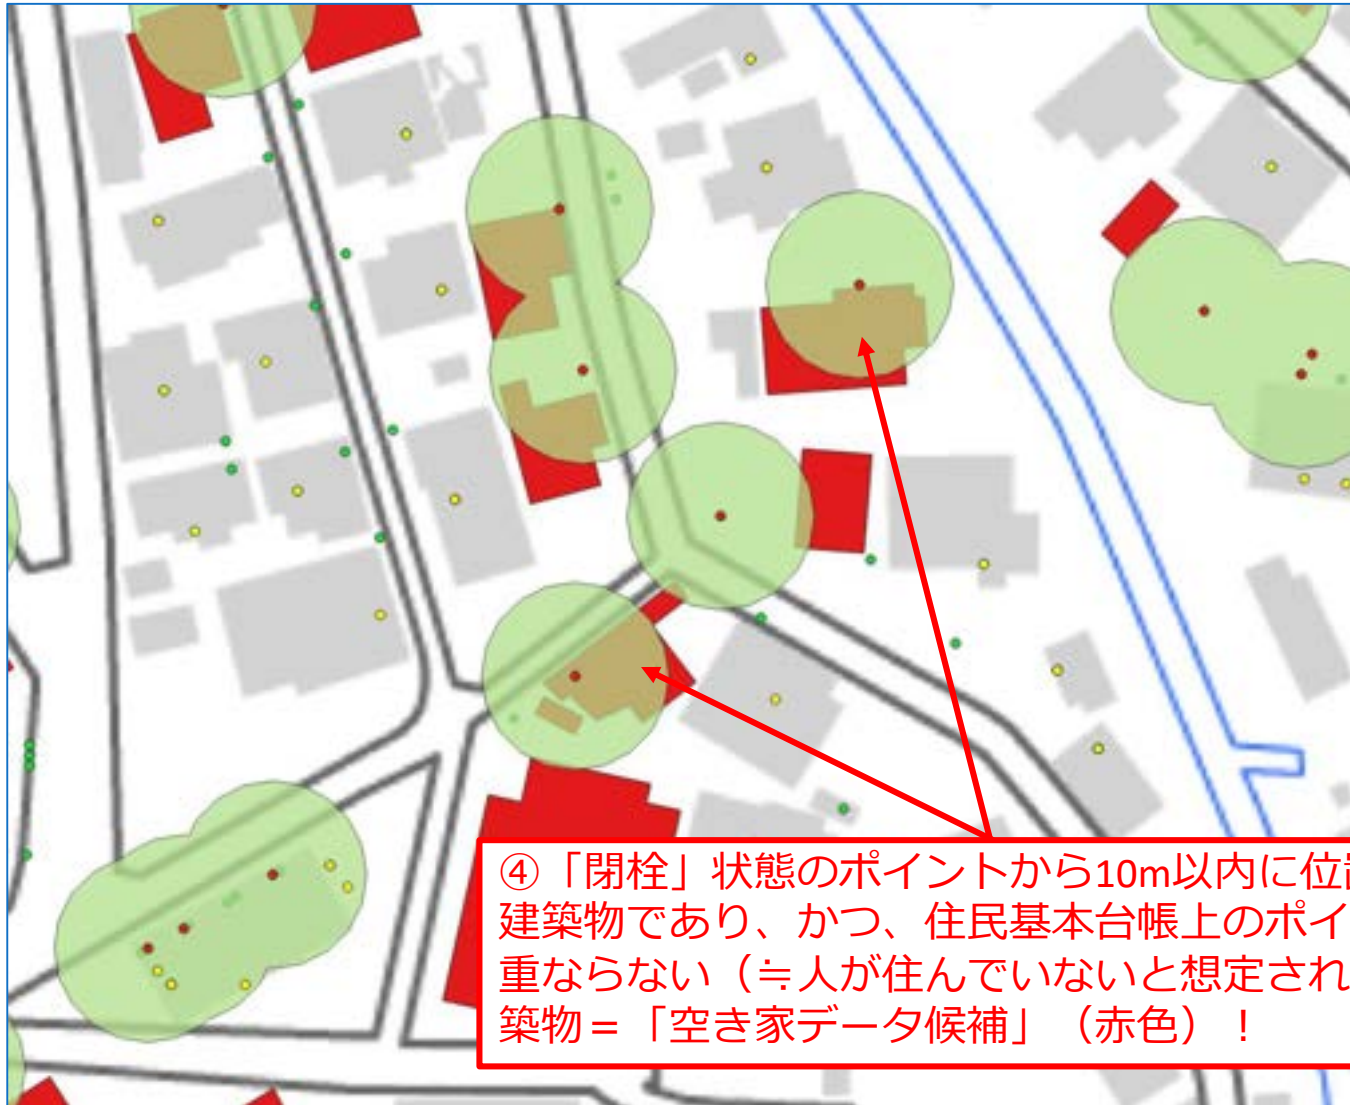 ④「閉栓」状態のポイントから10m以内に位
建築物であり、かつ、住民基本台帳上のポイ
重ならない（≒人が住んでいないと想定され
築物＝「空き家データ候補」（赤色）！